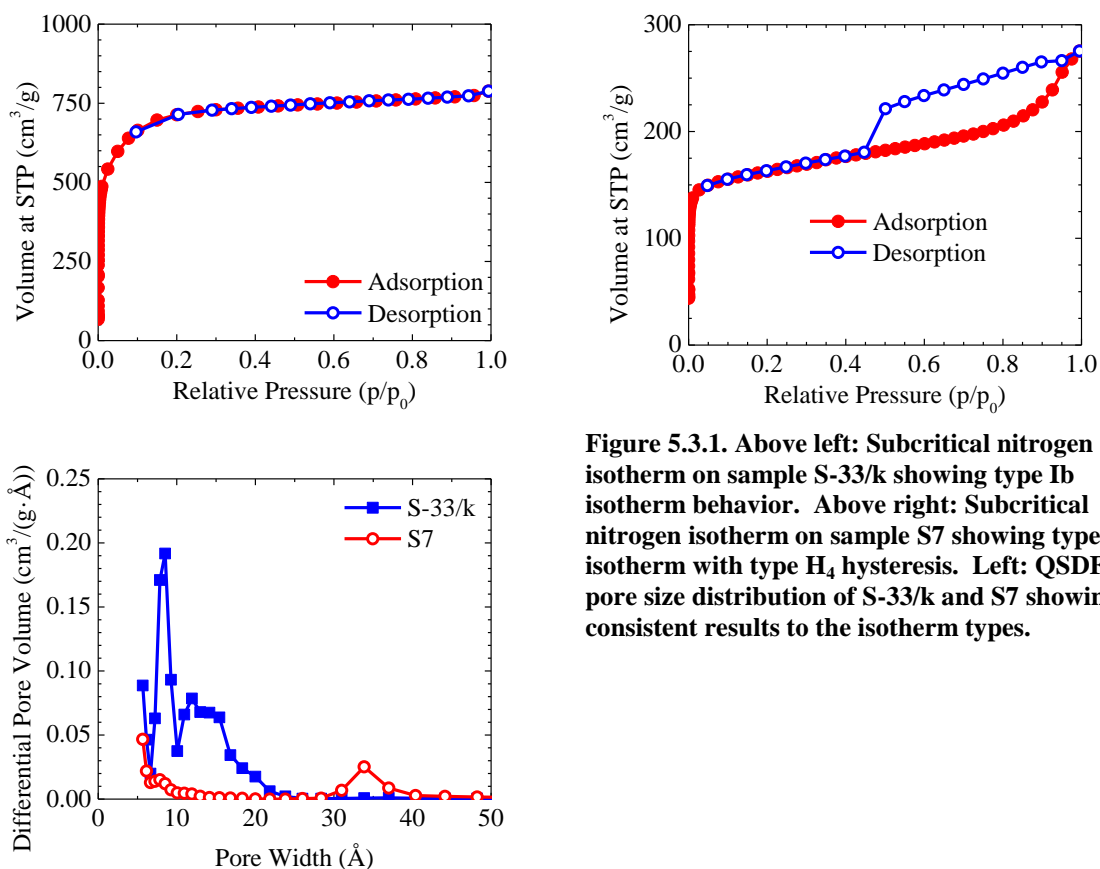 1000
750
500
250
0
Volume at STP (cm³/g)
Adsorption
Desorption
0.0 0.2 0.4 0.6 0.8 1.0
Relative Pressure (p/p₀)
300
200
100
0
Volume at STP (cm³/g)
Adsorption
Desorption
0.0 0.2 0.4 0.6 0.8 1.0
Relative Pressure (p/p₀)
0.25
0.20
0.15
0.10
0.05
0.00
Differential Pore Volume (cm³/(g·Å))
S-33/k
S7
0 10 20 30 40 50
Pore Width (Å)
Figure 5.3.1. Above left: Subcritical nitrogen
isotherm on sample S-33/k showing type Ib
isotherm behavior. Above right: Subcritical
nitrogen isotherm on sample S7 showing type
isotherm with type H₄ hysteresis. Left: QSDF
pore size distribution of S-33/k and S7 showin
consistent results to the isotherm types.